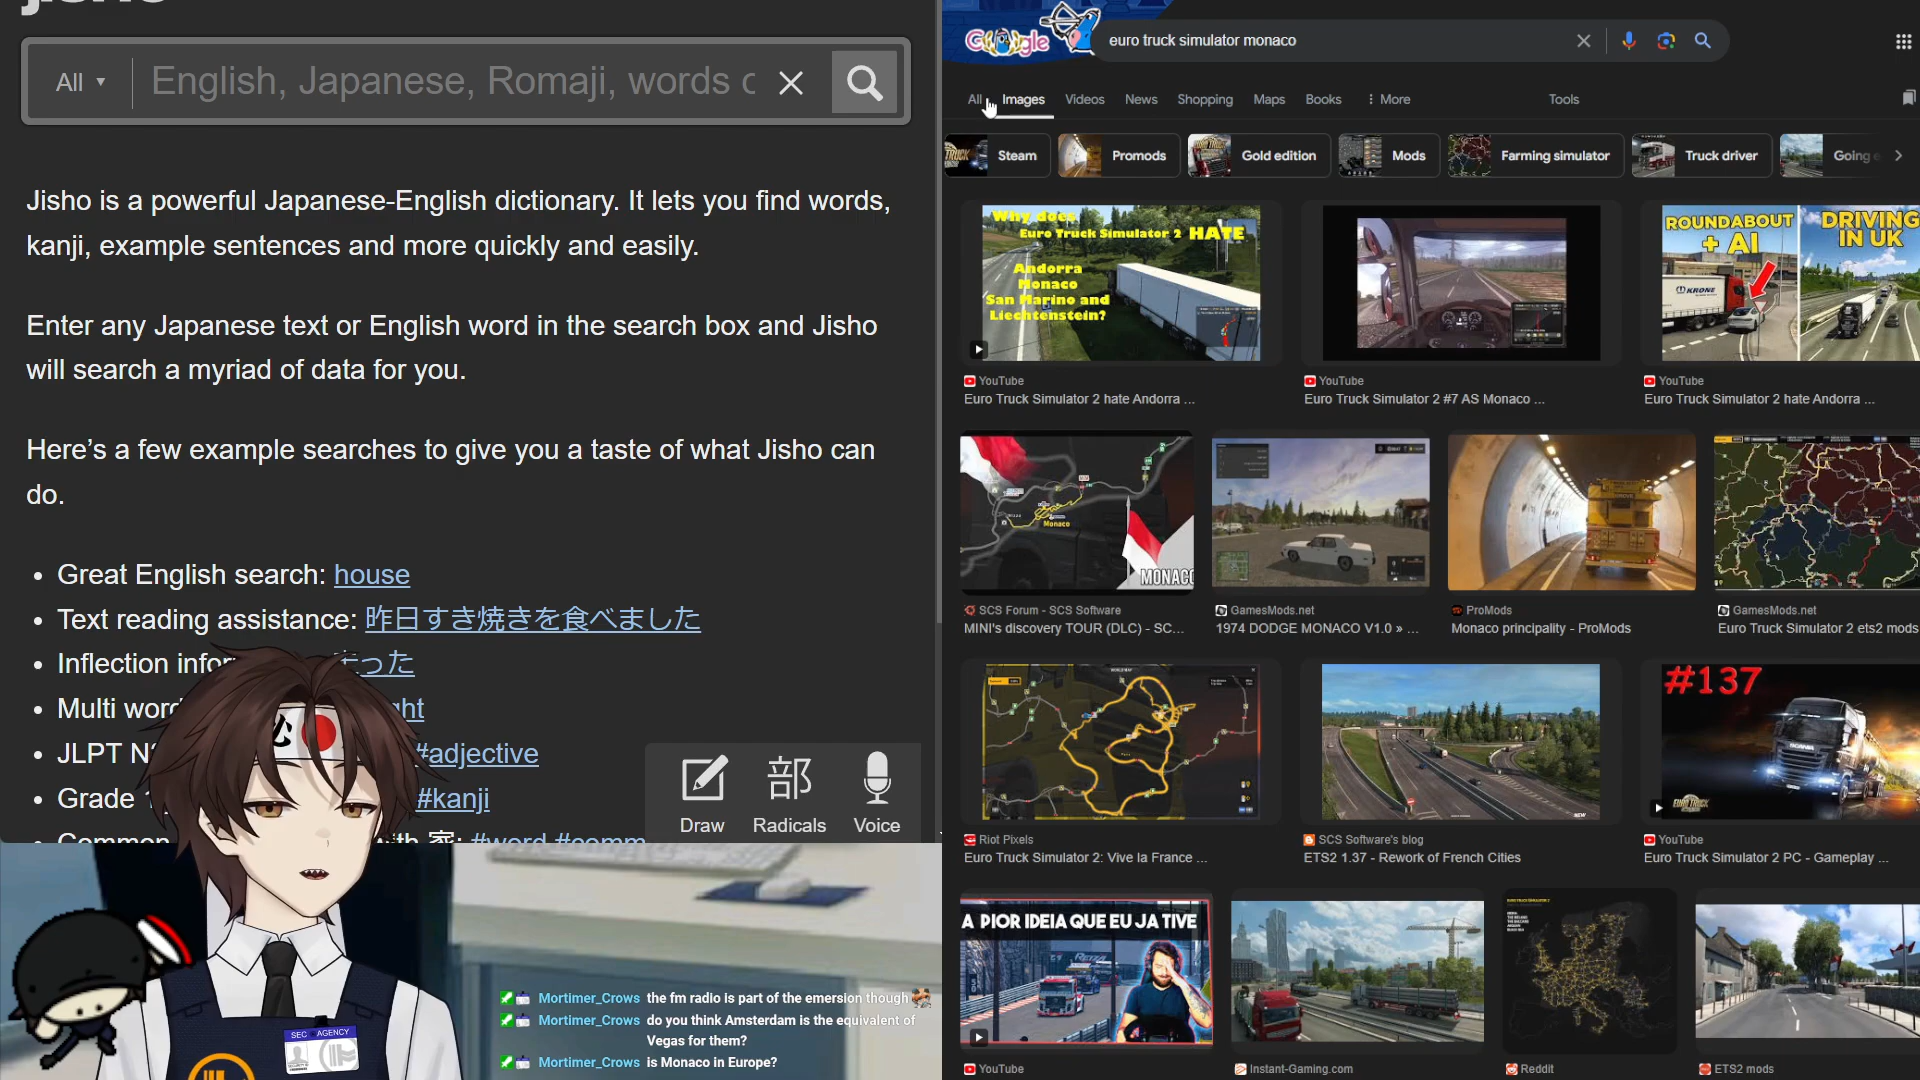 All ▾
English, Japanese, Romaji, words
Jisho is a powerful Japanese-English dictionary. It lets you find words,
kanji, example sentences and more quickly and easily.
Enter any Japanese text or English word in the search box and Jisho
will search a myriad of data for you.
Here's a few example searches to give you a taste of what Jisho can
do.
Great English search: house
Text reading assistance: 昨日すき焼きを食べました
Inflection
Multi
JLPT #adjective
Grade #kanji
家: #word
Draw Radicals Voice
SEC AGENCY
Mortimer_Crows the fm radio is part of the emersion though
Mortimer_Crows do you think Amsterdam is the equivalent of
Vegas for them?
Mortimer_Crows is Monaco in Europe?
Google
euro truck simulator monaco
All Images Videos News Shopping Maps Books More Tools
Steam Promods Gold edition Mods Farming simulator Truck driver Going
Why does
Euro Truck Simulator 2 HATE
Andorra
Monaco
San Marino and
Liechtenstein?
ROUNDABOUT
+ AI
DRIVING
IN UK
KRONE
YouTube
Euro Truck Simulator 2 hate Andorra ...
YouTube
Euro Truck Simulator 2 #7 AS Monaco ...
YouTube
Euro Truck Simulator 2 hate Andorra ...
Monaco
MONACO
SCS Forum - SCS Software
MINI's discovery TOUR (DLC) - SC...
GamesMods.net
1974 DODGE MONACO V1.0 » ...
ProMods
Monaco principality - ProMods
GamesMods.net
Euro Truck Simulator 2 ets2 mods
#137
Riot Pixels
Euro Truck Simulator 2: Vive la France ...
SCS Software's blog
ETS2 1.37 - Rework of French Cities
YouTube
Euro Truck Simulator 2 PC - Gameplay ...
A PIOR IDEIA QUE EU JA TIVE
YouTube
Instant-Gaming.com
Reddit
ETS2 mods